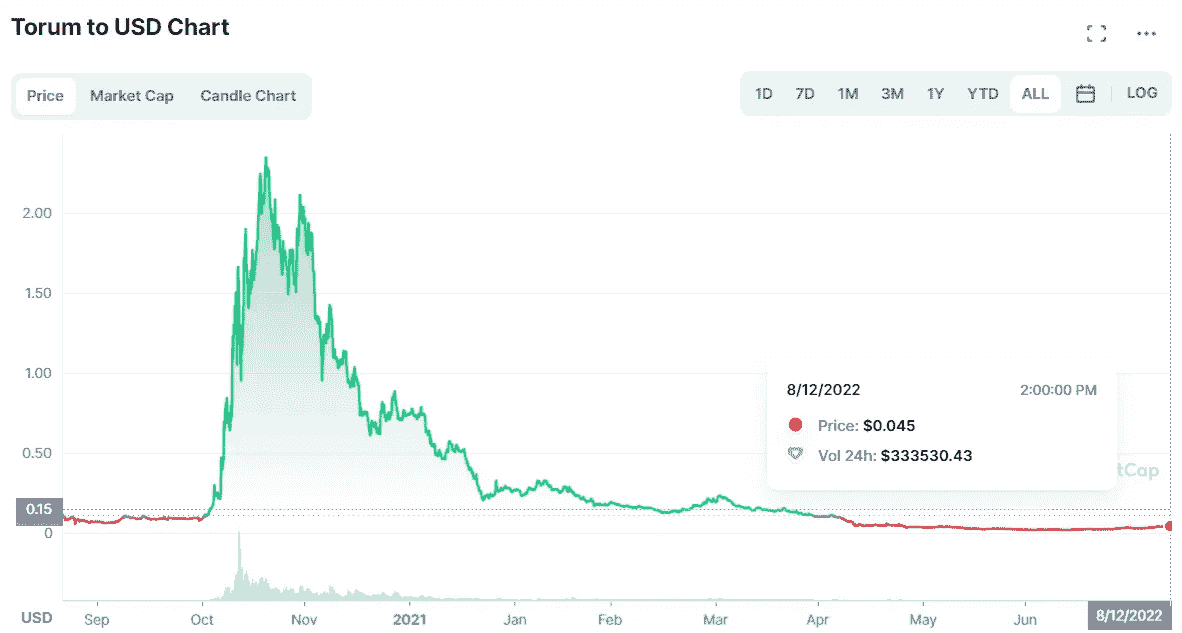 Torum to USD Chart
Price Market Cap Candle Chart
1D 7D 1M 3M 1Y YTD ALL LOG
2.00
1.50
1.00
0.50
0.15
0
8/12/2022 2:00:00 PM
Price: $0.045
Vol 24h: $333530.43
tCap
USD Sep Oct Nov 2021 Jan Feb Mar Apr May Jun 8/12/2022